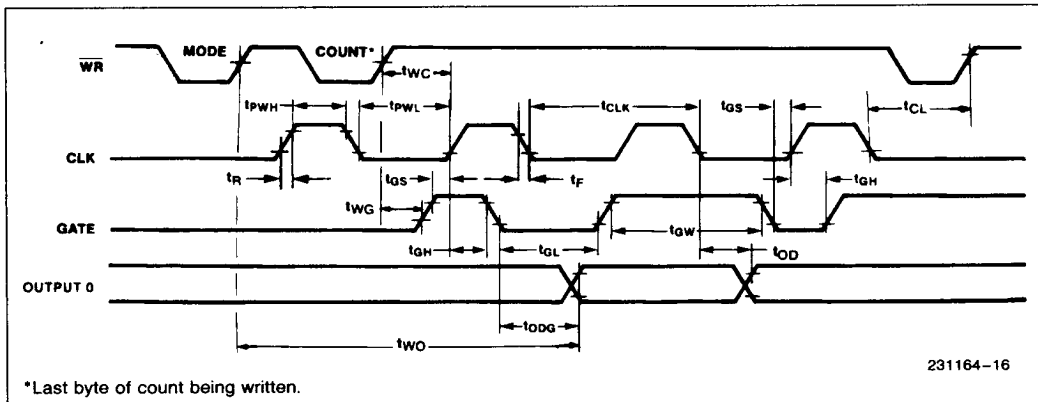 MODE COUNT*
WR
tWC
tPWH tPWL tCLK tGS tCL
CLK
tR tGS tF tGH
tWG
GATE
tGH tGL tGW tOD
OUTPUT 0
tODG
tWO
231164-16
*Last byte of count being written.